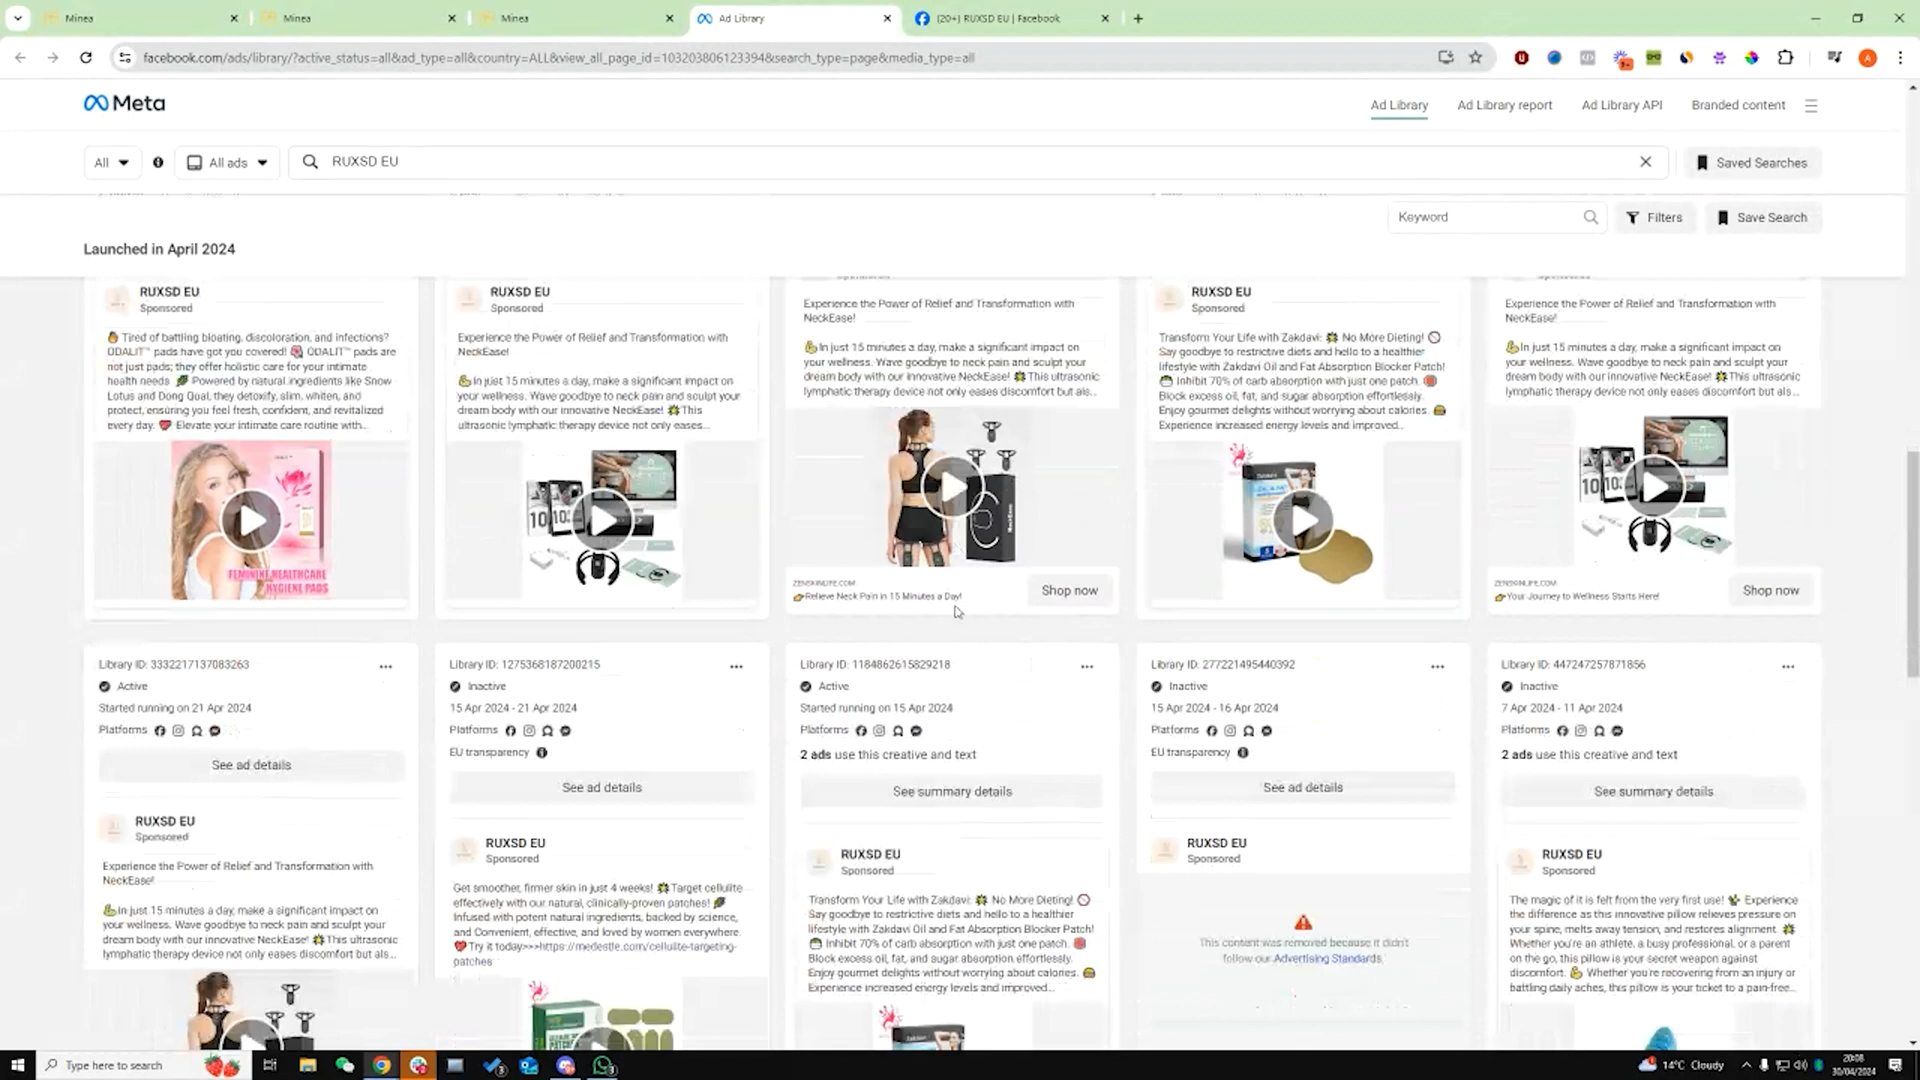 Minea
Minea
Minea
Ad Library
(20+) RUXSD EU | Facebook
facebook.com/ads/library/?active_status=all&ad_type=all&country=ALL&view_all_page_id=103203806123394&search_type=page&media_type=all
Meta
Ad Library
Ad Library report
Ad Library API
Branded content
All
All ads
RUXSD EU
Saved Searches
Keyword
Filters
Save Search
Launched in April 2024
RUXSD EU
Sponsored
Tired of battling bloating, discoloration, and infections?
ODALIT™ pads have got you covered! ODALIT™ pads are
not just pads; they offer holistic care for your intimate
health needs Powered by natural ingredients like Snow
Lotus and Dong Quai, they detoxify, slim, whiten, and
protect, ensuring you feel fresh, confident, and revitalized
every day. Elevate your intimate care routine with...
FEMININE HEALTHCARE
HYGIENE PADS
RUXSD EU
Sponsored
Experience the Power of Relief and Transformation with
NeckEase!
In just 15 minutes a day, make a significant impact on
your wellness. Wave goodbye to neck pain and sculpt your
dream body with our innovative NeckEase! This
ultrasonic lymphatic therapy device not only eases...
Experience the Power of Relief and Transformation with
NeckEase!
In just 15 minutes a day, make a significant impact on
your wellness. Wave goodbye to neck pain and sculpt your
dream body with our innovative NeckEase! This ultrasonic
lymphatic therapy device not only eases discomfort but als...
ZENSKINLIFE.COM
Relieve Neck Pain in 15 Minutes a Day!
Shop now
RUXSD EU
Sponsored
Transform Your Life with Zakdavi: No More Dieting!
Say goodbye to restrictive diets and hello to a healthier
lifestyle with Zakdavi Oil and Fat Absorption Blocker Patch!
Inhibit 70% of carb absorption with just one patch.
Block excess oil, fat, and sugar absorption effortlessly.
Enjoy gourmet delights without worrying about calories.
Experience increased energy levels and improved...
Experience the Power of Relief and Transformation with
NeckEase!
In just 15 minutes a day, make a significant impact on
your wellness. Wave goodbye to neck pain and sculpt your
dream body with our innovative NeckEase! This ultrasonic
lymphatic therapy device not only eases discomfort but als...
ZENSKINLIFE.COM
Your Journey to Wellness Starts Here!
Shop now
Library ID: 3332217137083263
Active
Started running on 21 Apr 2024
Platforms
See ad details
RUXSD EU
Sponsored
Experience the Power of Relief and Transformation with
NeckEase!
In just 15 minutes a day, make a significant impact on
your wellness. Wave goodbye to neck pain and sculpt your
dream body with our innovative NeckEase! This ultrasonic
lymphatic therapy device not only eases discomfort but als...
Library ID: 1275368187200215
Inactive
15 Apr 2024 - 21 Apr 2024
Platforms
EU transparency
See ad details
RUXSD EU
Sponsored
Get smoother, firmer skin in just 4 weeks! Target cellulite
effectively with our natural, clinically-proven patches!
Infused with potent natural ingredients, backed by science,
and Convenient, effective, and loved by women everywhere.
Try it today>>>https://medestle.com/cellulite-targeting-
patches
Library ID: 1184862615829218
Active
Started running on 15 Apr 2024
Platforms
2 ads use this creative and text
See summary details
RUXSD EU
Sponsored
Transform Your Life with Zakdavi: No More Dieting!
Say goodbye to restrictive diets and hello to a healthier
lifestyle with Zakdavi Oil and Fat Absorption Blocker Patch!
Inhibit 70% of carb absorption with just one patch.
Block excess oil, fat, and sugar absorption effortlessly.
Enjoy gourmet delights without worrying about calories.
Experience increased energy levels and improved...
Library ID: 277221495440392
Inactive
15 Apr 2024 - 16 Apr 2024
Platforms
EU transparency
See ad details
RUXSD EU
Sponsored
This content was removed because it didn't
follow our Advertising Standards.
Library ID: 447247257871856
Inactive
7 Apr 2024 - 11 Apr 2024
Platforms
2 ads use this creative and text
See summary details
RUXSD EU
Sponsored
The magic of it is felt from the very first use! Experience
the difference as this innovative pillow relieves pressure on
your spine, melts away tension, and restores alignment.
Whether you're an athlete, a busy professional, or a parent
on the go, this pillow is your secret weapon against
discomfort. Whether you're recovering from an injury or
battling daily aches, this pillow is your ticket to a pain-free...
Type here to search
14°C Cloudy
20:08
30/04/2024